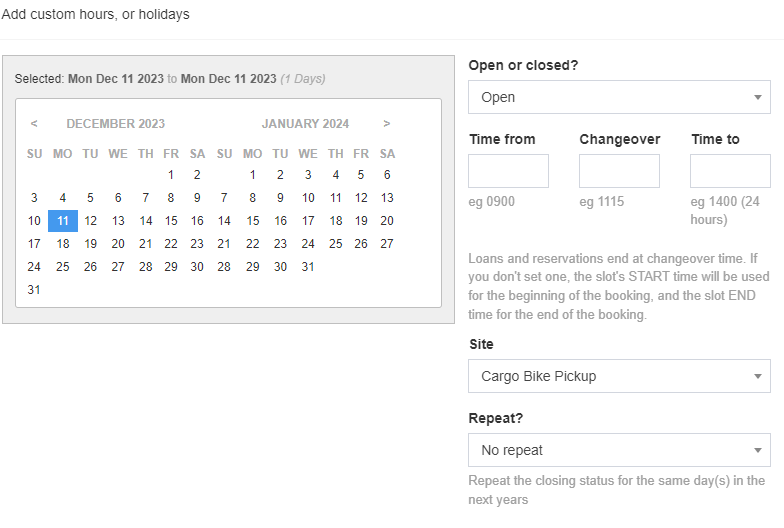 Add custom hours, or holidays
Selected: Mon Dec 11 2023 to Mon Dec 11 2023 (1 Days)
< DECEMBER 2023 JANUARY 2024 >
SU MO TU WE TH FR SA SU MO TU WE TH FR SA
1 2 1 2 3 4 5 6
3 4 5 6 7 8 9 7 8 9 10 11 12 13
10 11 12 13 14 15 16 14 15 16 17 18 19 20
17 18 19 20 21 22 23 21 22 23 24 25 26 27
24 25 26 27 28 29 30 28 29 30 31
31
Open or closed?
Open
Time from Changeover Time to
eg 0900 eg 1115 eg 1400 (24
hours)
Loans and reservations end at changeover time. If
you don't set one, the slot's START time will be used
for the beginning of the booking, and the slot END
time for the end of the booking.
Site
Cargo Bike Pickup
Repeat?
No repeat
Repeat the closing status for the same day(s) in the
next years